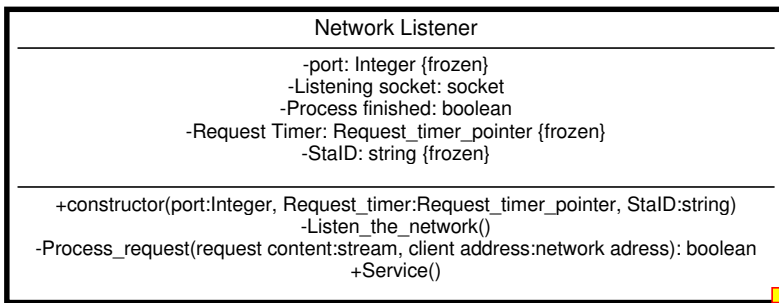 Network Listener
-port: Integer {frozen}
-Listening socket: socket
-Process finished: boolean
-Request Timer: Request_timer_pointer {frozen}
-StaID: string {frozen}
+constructor(port:Integer, Request_timer:Request_timer_pointer, StaID:string)
-Listen_the_network()
-Process_request(request content:stream, client address:network adress): boolean
+Service()